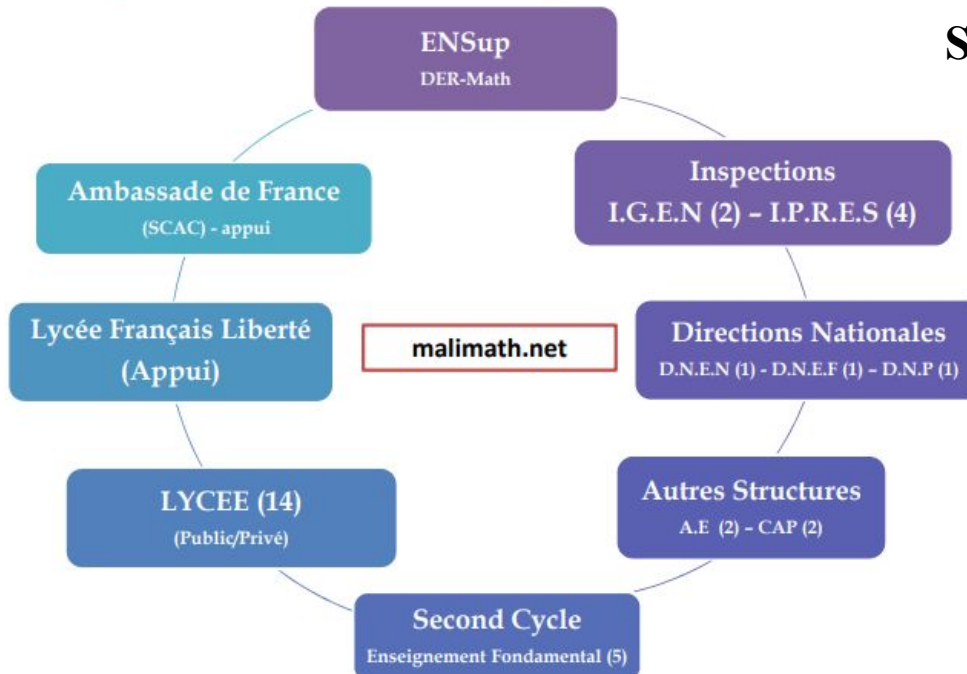 ENSup
DER-Math
S
Inspections
I.G.E.N (2) – I.P.R.E.S (4)
Directions Nationales
D.N.E.N (1) - D.N.E.F (1) – D.N.P (1)
Autres Structures
A.E (2) – CAP (2)
Second Cycle
Enseignement Fondamental (5)
LYCEE (14)
(Public/Privé)
Lycée Français Liberté
(Appui)
Ambassade de France
(SCAC) - appui
malimath.net